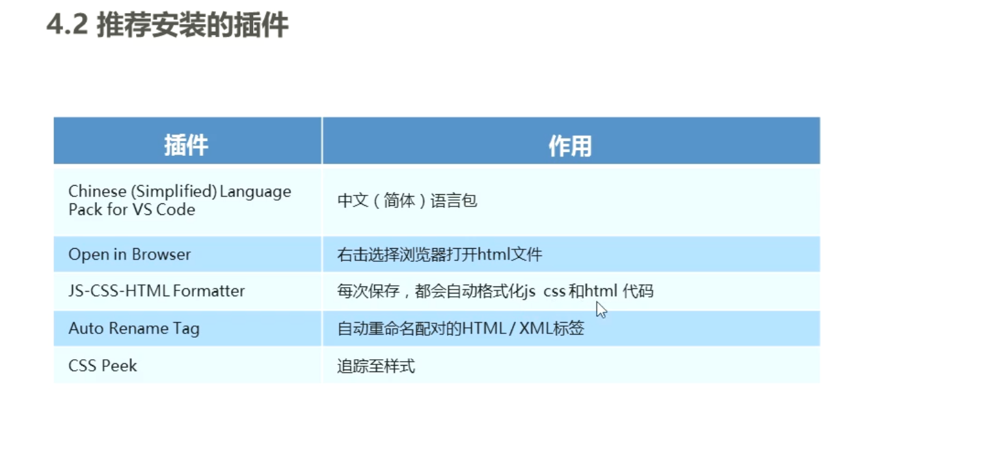 4.2 推荐安装的插件
插件
作用
Chinese (Simplified) Language
Pack for VS Code
中文（简体）语言包
Open in Browser
右击选择浏览器打开html文件
JS-CSS-HTML Formatter
每次保存，都会自动格式化js css 和html 代码
Auto Rename Tag
自动重命名配对的HTML / XML标签
CSS Peek
追踪至样式